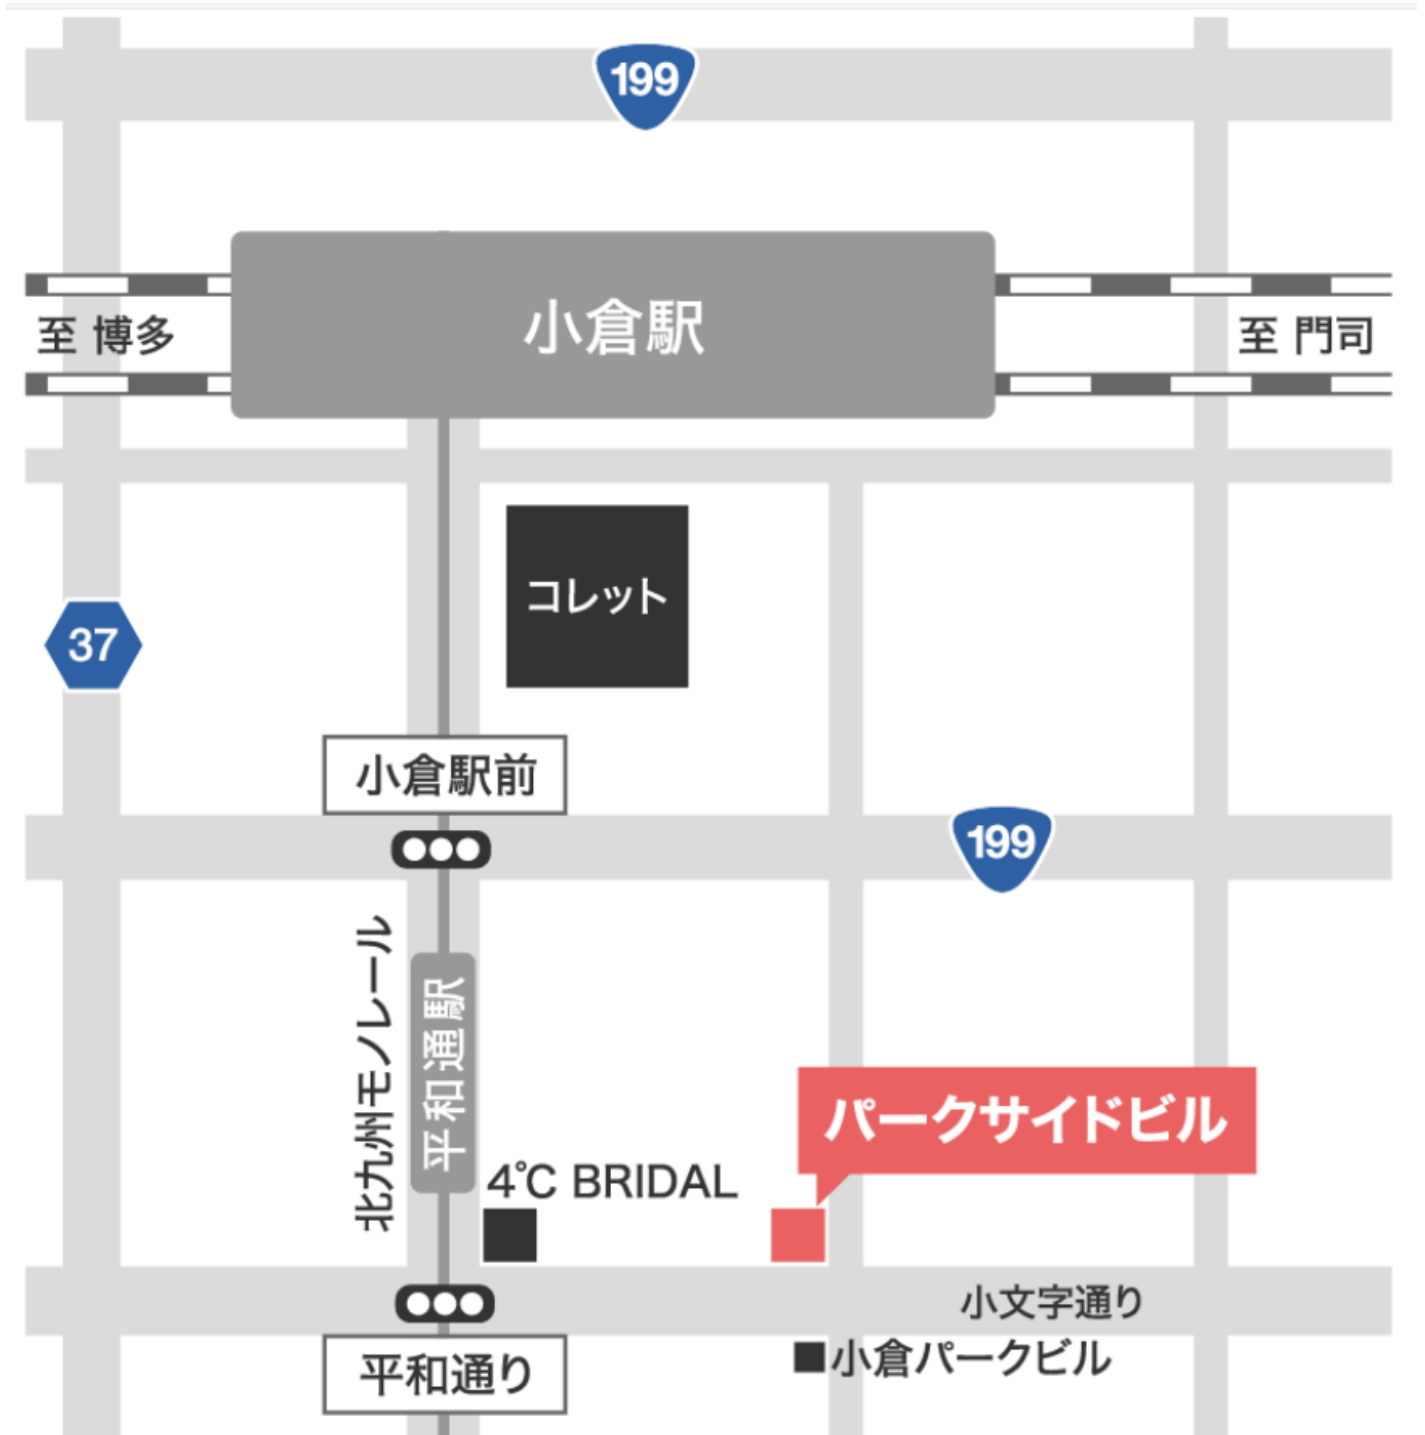 199
小倉駅
至 博多
至 門司
コレット
37
小倉駅前
199
北九州モノレール
平和通駅
パークサイドビル
4℃ BRIDAL
小文字通り
平和通り
小倉パークビル